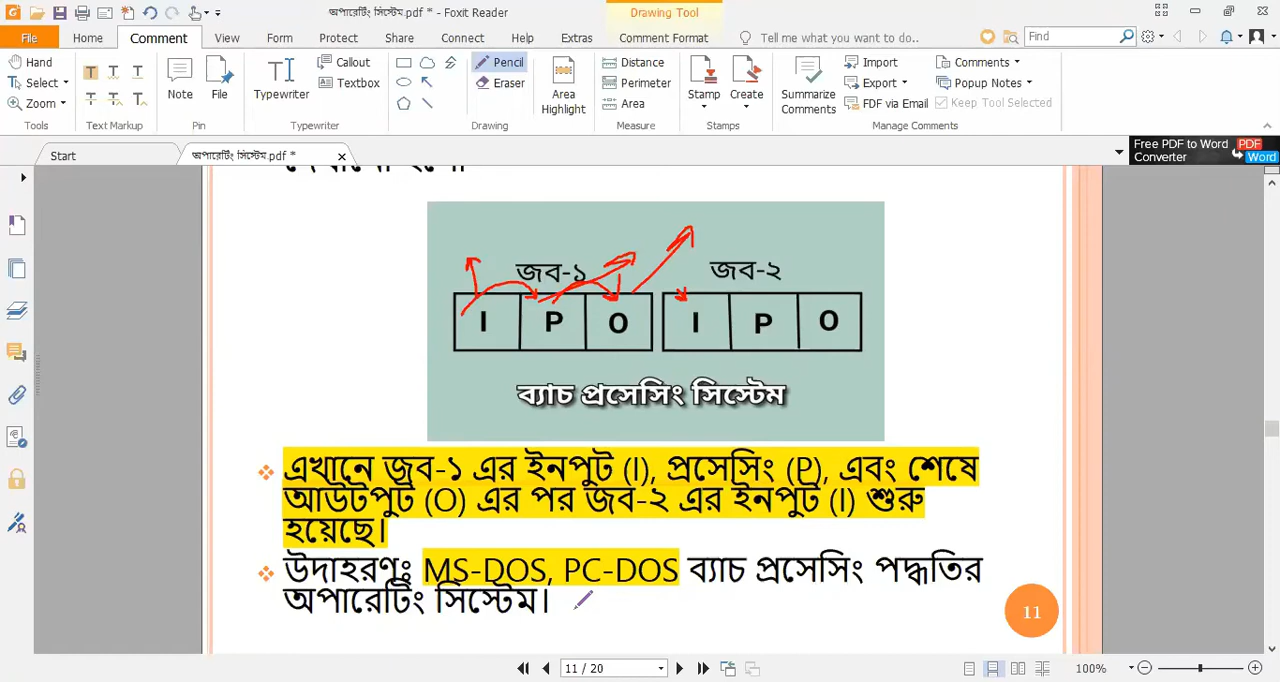 অপারেটিং সিস্টেম.pdf * - Foxit Reader
Drawing Tool
File Home Comment View Form Protect Share Connect Help Extras Comment Format Tell me what you want to do.. Find
Hand
Select
Zoom
Tools
Text Markup
Note
File
Pin
Typewriter
Callout
Textbox
Typewriter
Pencil
Eraser
Drawing
Area Highlight
Distance
Perimeter
Area
Measure
Stamp
Create
Stamps
Summarize Comments
Import
Export
FDF via Email
Comments
Popup Notes
Keep Tool Selected
Manage Comments
Start
অপারেটিং সিস্টেম.pdf *
Free PDF to Word Converter
PDF
Word
জব-১ জব-২
I P O I P O
ব্যাচ প্রসেসিং সিস্টেম
এখানে জব-১ এর ইনপুট (I), প্রসেসিং (P), এবং শেষে
আউটপুট (O) এর পর জব-২ এর ইনপুট (I) শুরু
হয়েছে।
উদাহরণঃ MS-DOS, PC-DOS ব্যাচ প্রসেসিং পদ্ধতির
অপারেটিং সিস্টেম।
11
11 / 20
100%